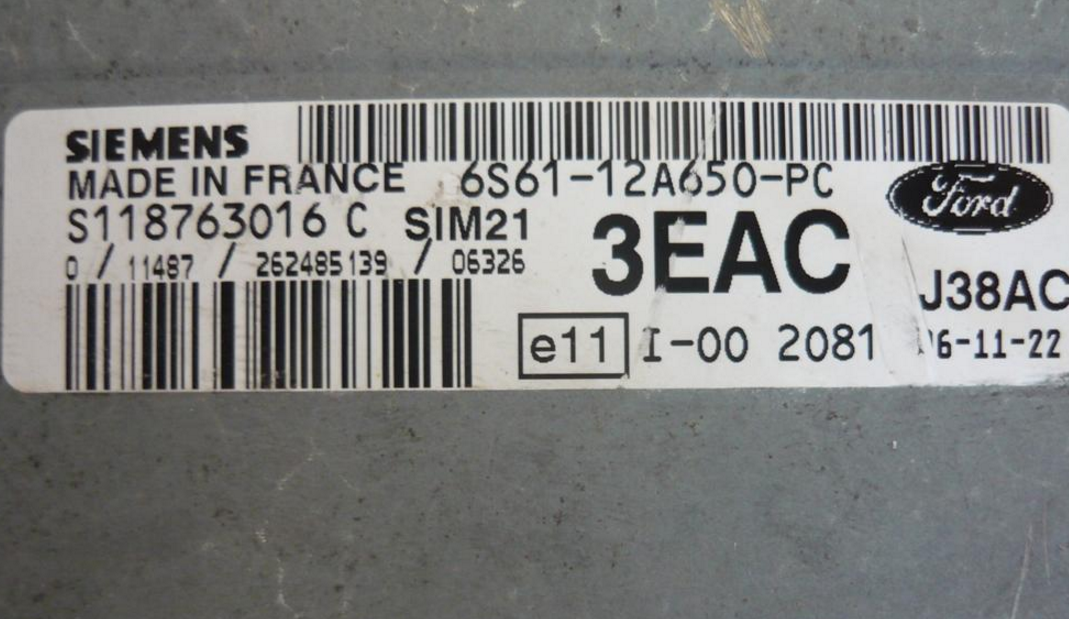 SIEMENS
MADE IN FRANCE 6S61-12A650-PC
Ford
S118763016 C SIM21
3EAC
0 / 11487 / 262485139 / 06326
J38AC
e11 I-00 2081
6-11-22